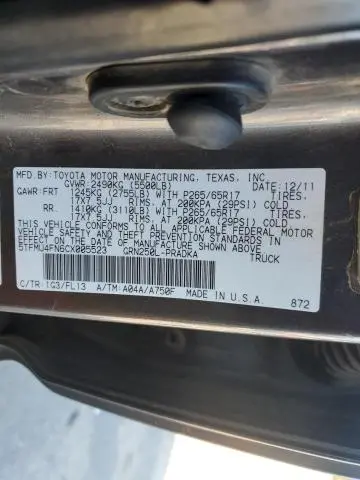 MFD.BY:TOYOTA MOTOR MANUFACTURING, TEXAS, INC.
GVWR:2490KG (5500LB) DATE:12/11
GAWR:FRT 1245KG (2755LB) WITH P265/65R17 TIRES.
17X7.5JJ RIMS. AT 200KPA (29PSI) COLD
RR. 1410KG (3110LB) WITH P265/65R17 TIRES.
17X7.5JJ RIMS. AT 200KPA (29PSI) COLD
THIS VEHICLE CONFORMS TO ALL APPLICABLE FEDERAL MOTOR
VEHICLE SAFETY AND THEFT PREVENTION STANDARDS IN
EFFECT ON THE DATE OF MANUFACTURE SHOWN ABOVE.
5TFMU4FN6CX005523 GRN250L-PRADKA TRUCK
C/TR:1G3/FL13 A/TM:A04A/A750F MADE IN U.S.A. 872